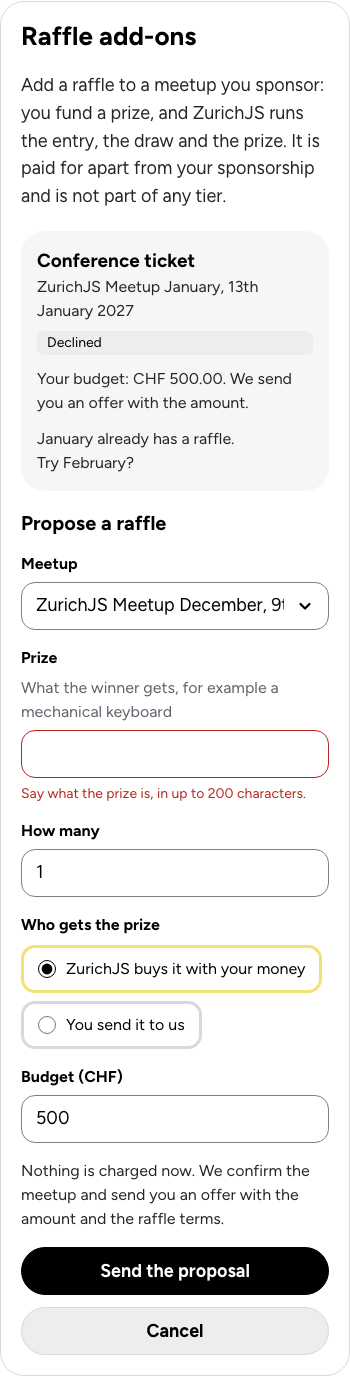 Raffle add-ons
Add a raffle to a meetup you sponsor:
you fund a prize, and ZurichJS runs
the entry, the draw and the prize. It is
paid for apart from your sponsorship
and is not part of any tier.
Conference ticket
ZurichJS Meetup January, 13th
January 2027
Declined
Your budget: CHF 500.00. We send
you an offer with the amount.
January already has a raffle.
Try February?
Propose a raffle
Meetup
ZurichJS Meetup December, 9t
Prize
What the winner gets, for example a
mechanical keyboard
Say what the prize is, in up to 200 characters.
How many
1
Who gets the prize
ZurichJS buys it with your money
You send it to us
Budget (CHF)
500
Nothing is charged now. We confirm the
meetup and send you an offer with the
amount and the raffle terms.
Send the proposal
Cancel